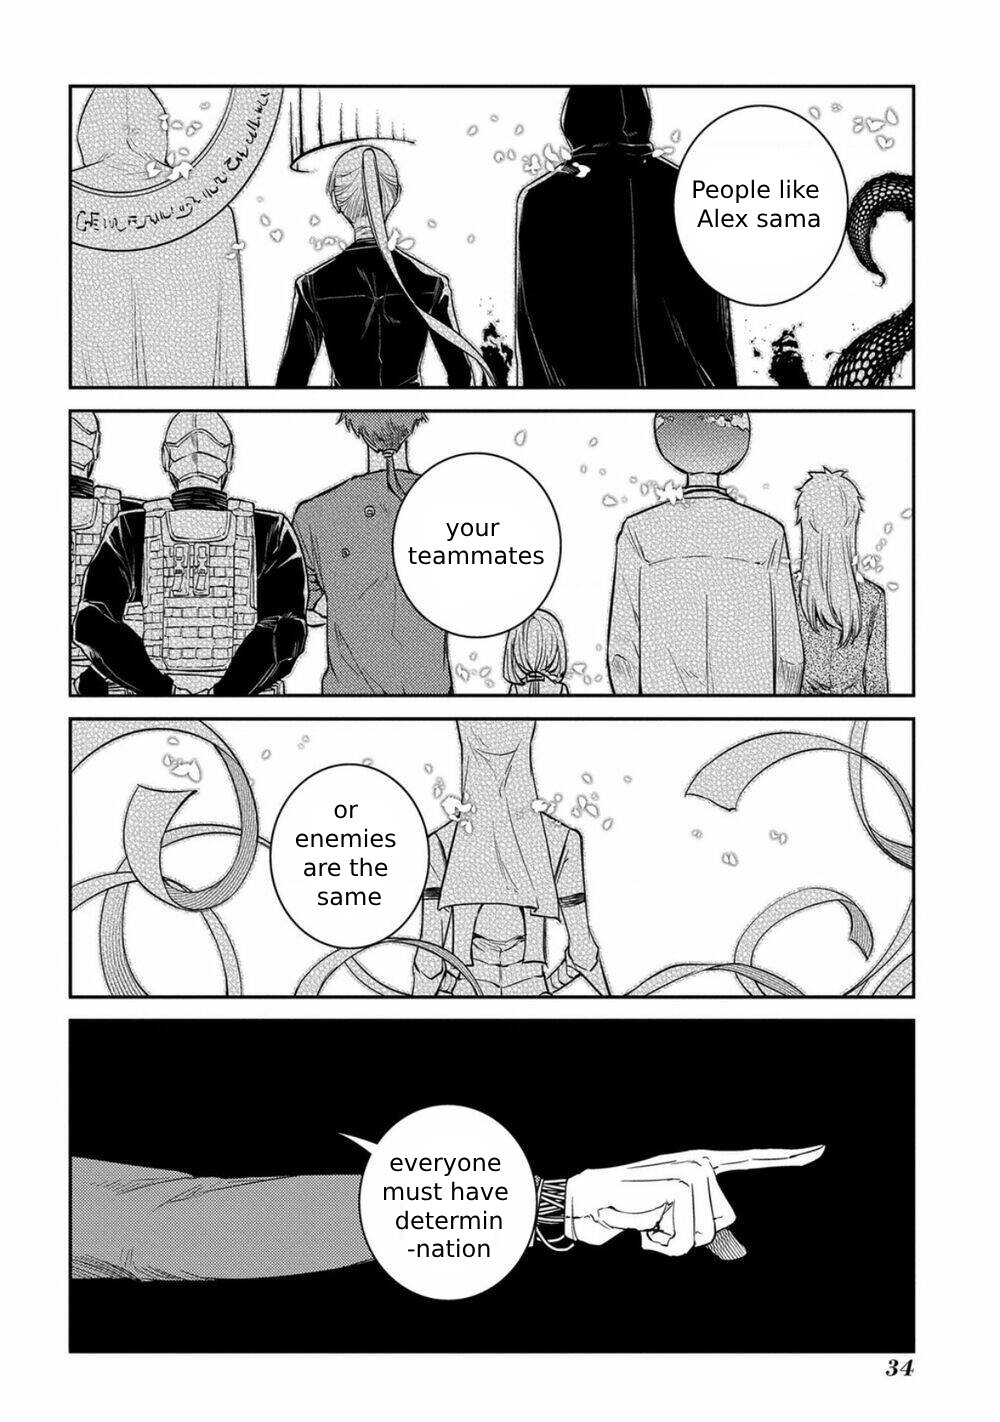 People like
Alex sama
your
teammates
or
enemies
are the
same
everyone
must have
determin
-nation
34